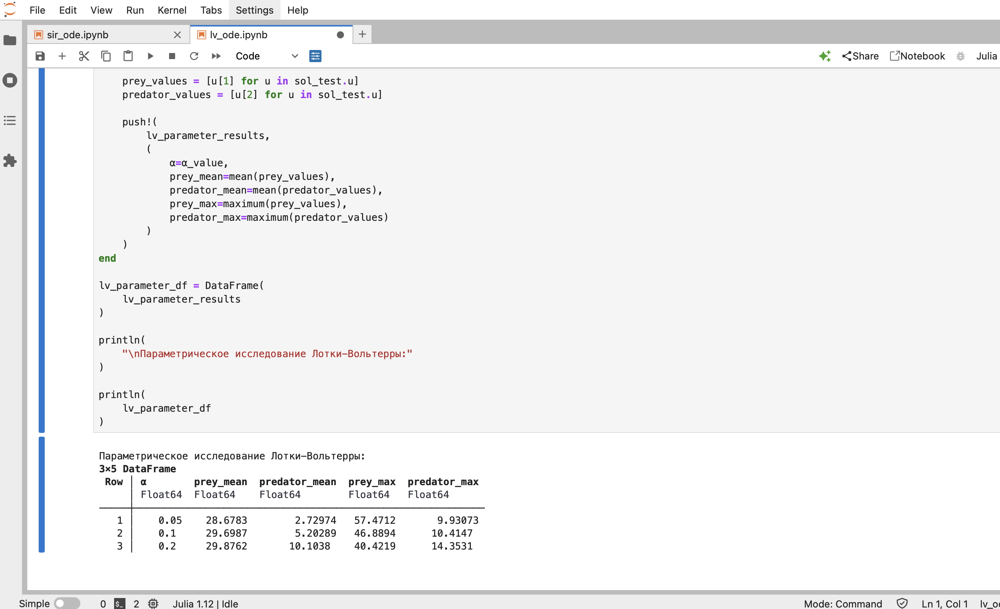 File Edit View Run Kernel Tabs Settings Help
sir_ode.ipynb lv_ode.ipynb
Code Share Notebook Julia
    prey_values = [u[1] for u in sol_test.u]
    predator_values = [u[2] for u in sol_test.u]
    push!(
        lv_parameter_results,
        (
            α=α_value,
            prey_mean=mean(prey_values),
            predator_mean=mean(predator_values),
            prey_max=maximum(prey_values),
            predator_max=maximum(predator_values)
        )
    )
end
lv_parameter_df = DataFrame(
    lv_parameter_results
)
println(
    "\nПараметрическое исследование Лотки–Вольтерры:"
)
println(
    lv_parameter_df
)
Параметрическое исследование Лотки–Вольтерры:
3×5 DataFrame
Row α prey_mean predator_mean prey_max predator_max
Float64 Float64 Float64 Float64 Float64
1 0.05 28.6783 2.72974 57.4712 9.93073
2 0.1 29.6987 5.20289 46.8894 10.4147
3 0.2 29.8762 10.1038 40.4219 14.3531
Simple 0 $_ 2 Julia 1.12 | Idle Mode: Command Ln 1, Col 1